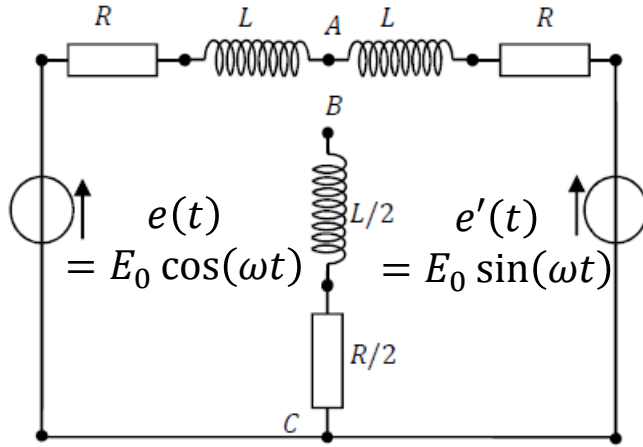 R L A L R
B
e(t)
= E₀ cos(ωt)
L/2
e′(t)
= E₀ sin(ωt)
R/2
C